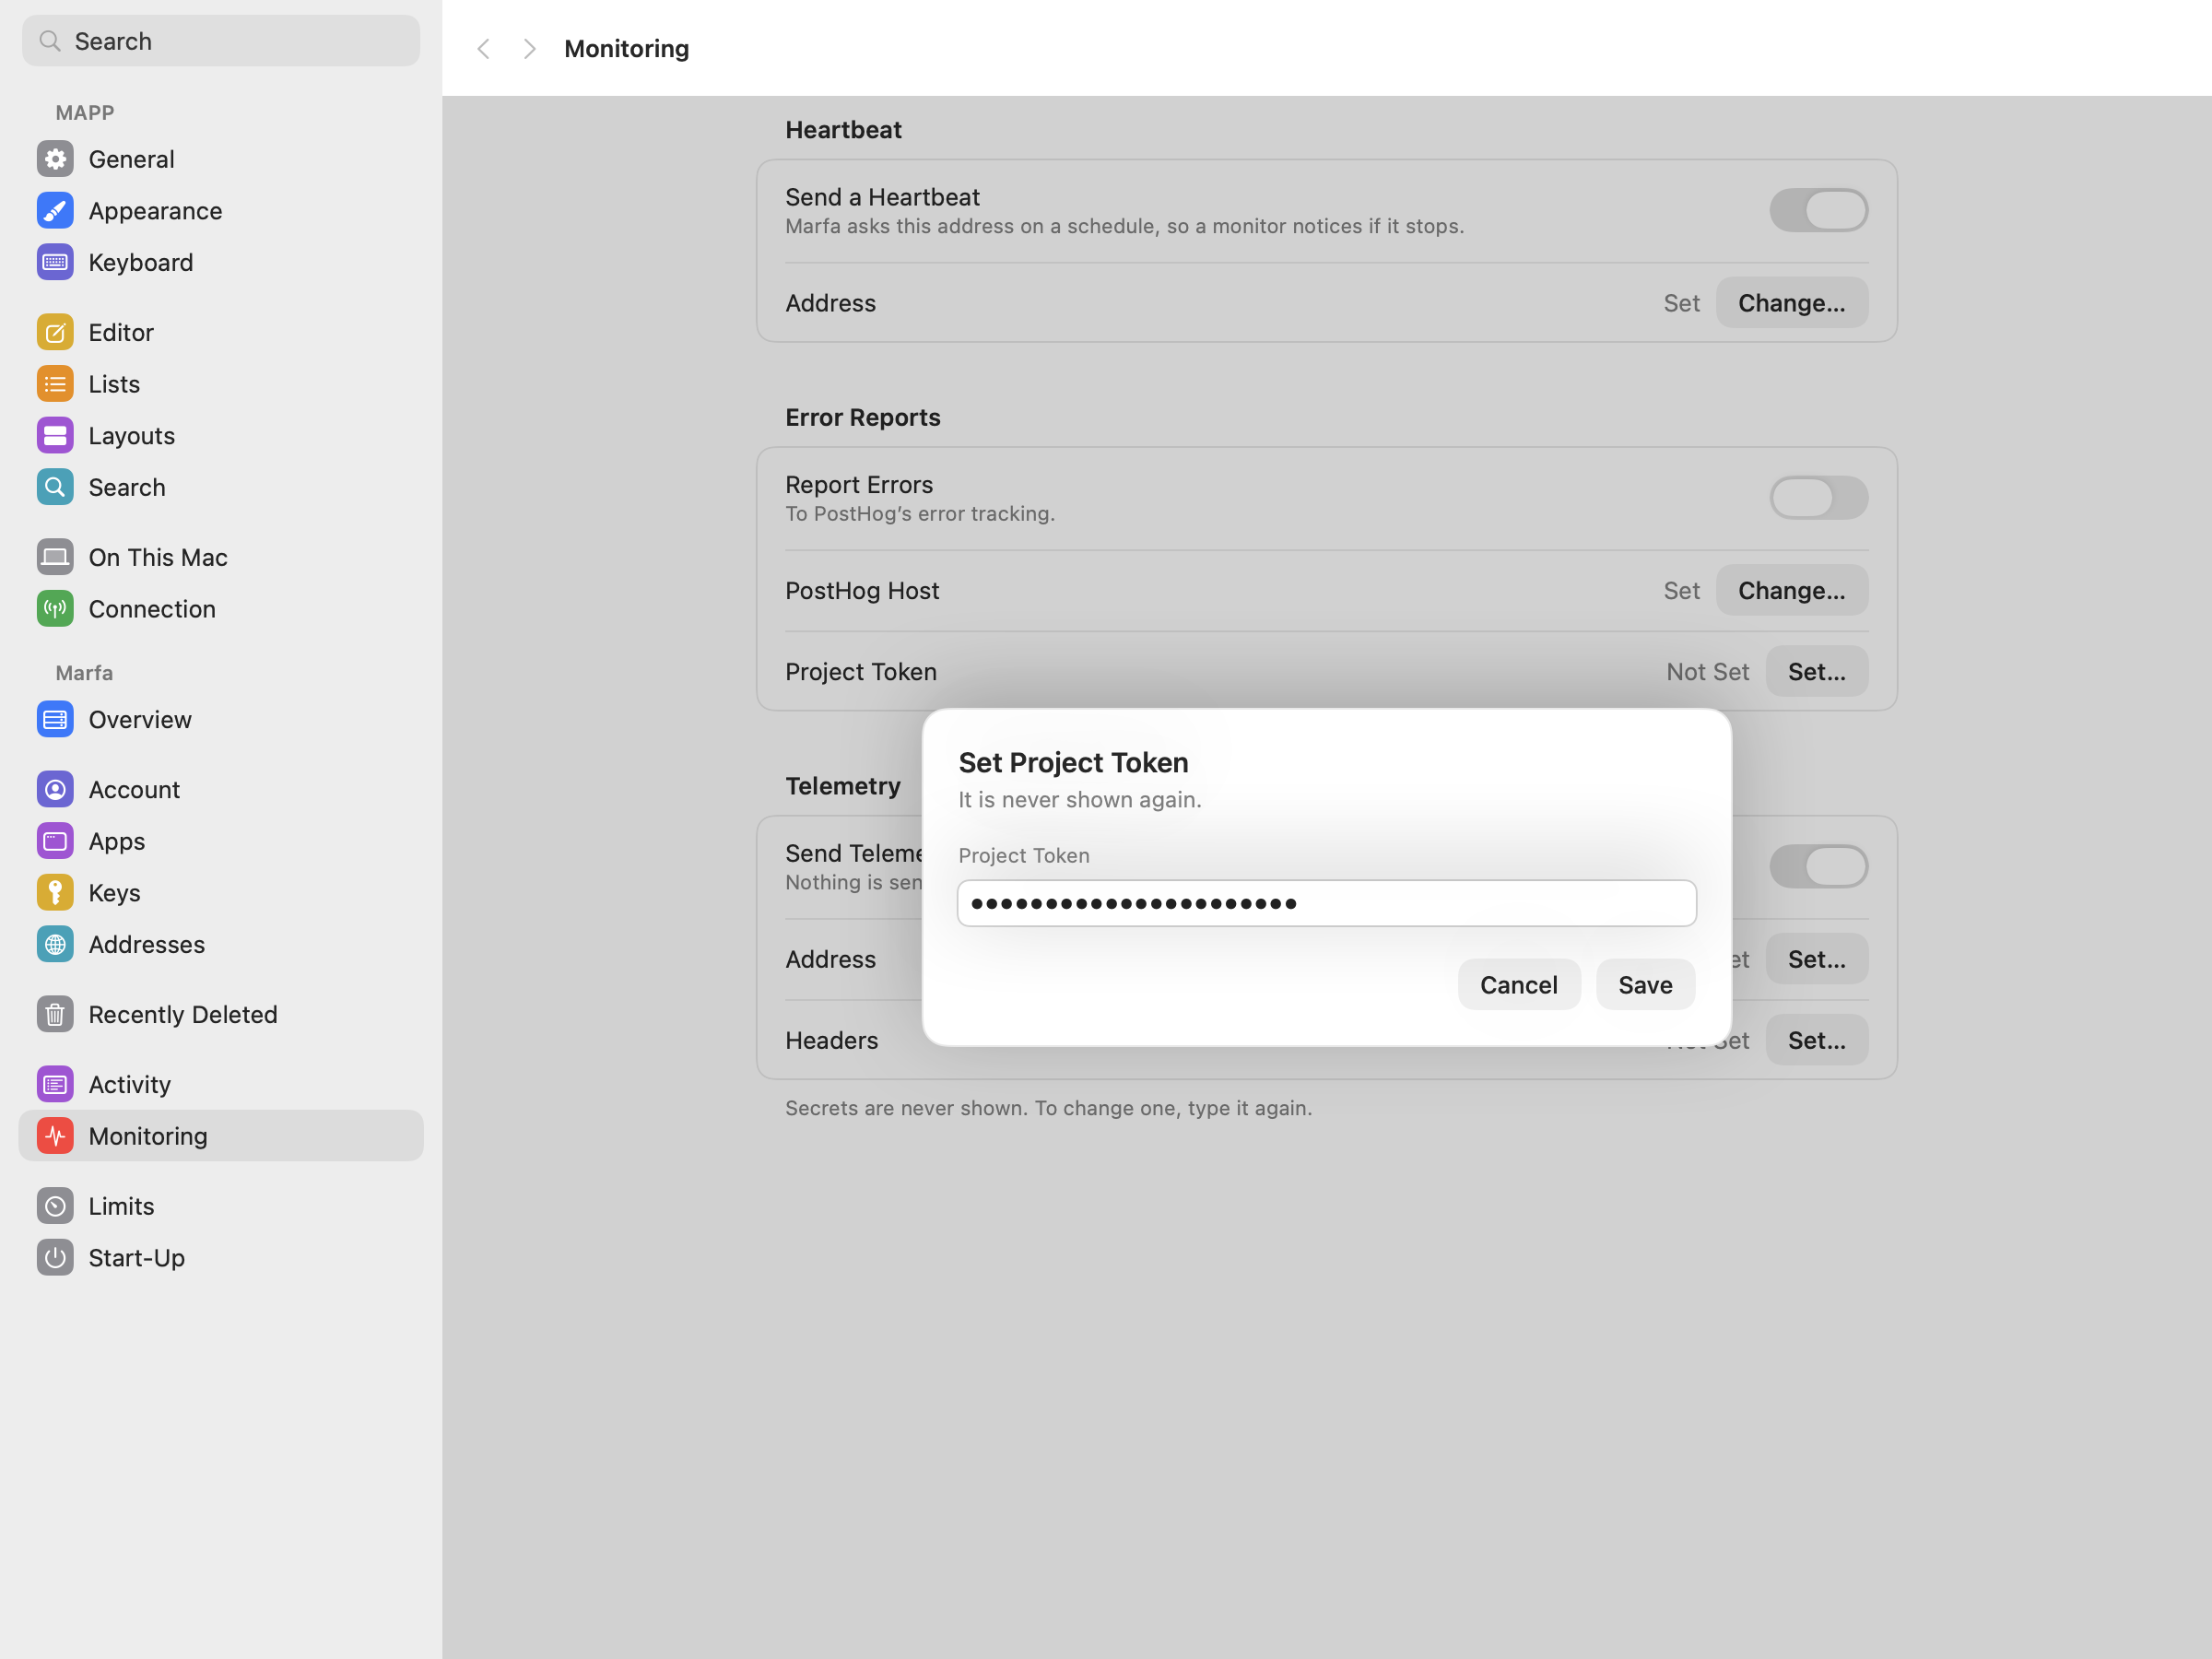 Search
MAPP
General
Appearance
Keyboard
Editor
Lists
Layouts
Search
On This Mac
Connection
Marfa
Overview
Account
Apps
Keys
Addresses
Recently Deleted
Activity
Monitoring
Limits
Start-Up
Monitoring
Heartbeat
Send a Heartbeat
Marfa asks this address on a schedule, so a monitor notices if it stops.
Address Set Change...
Error Reports
Report Errors
To PostHog’s error tracking.
PostHog Host Set Change...
Project Token Not Set Set...
Set Project Token
It is never shown again.
Project Token
Cancel Save
Telemetry
Send
Nothing is
Address Set...
Headers Set...
Secrets are never shown. To change one, type it again.